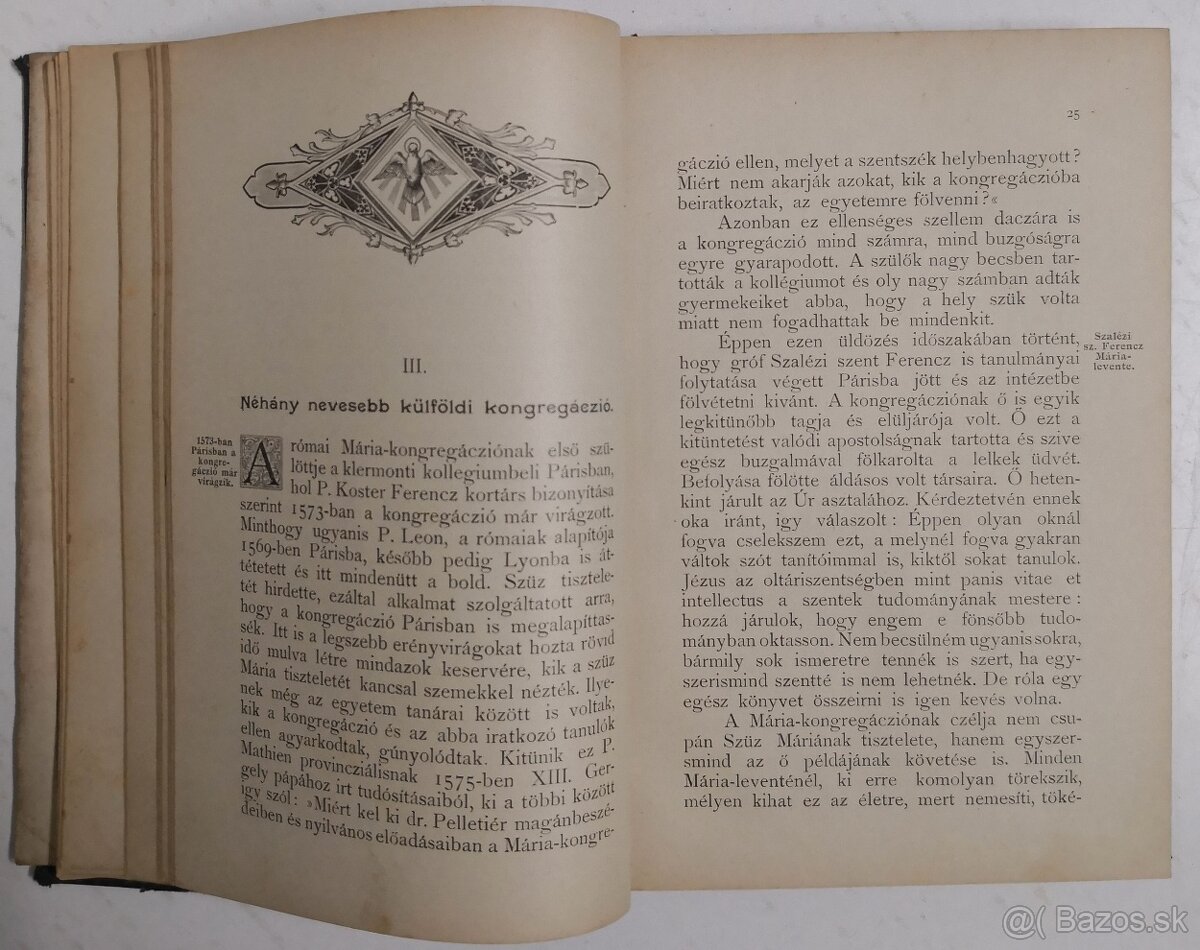 III.
Néhány nevesebb külföldi kongregáczió.
1573-ban
Párisban a
kongre-
gáczió már
virágzik.
A római Mária-kongregácziónak első szü-
löttje a klermonti kollegiumbeli Párisban,
hol P. Koster Ferencz kortárs bizonyítása
szerint 1573-ban a kongregáczió már virágzott.
Minthogy ugyanis P. Leon, a rómaiak alapítója
1569-ben Párisba, később pedig Lyonba is át-
tétetett és itt mindenütt a bold. Szüz tisztele-
tét hirdette, ezáltal alkalmat szolgáltatott arra,
hogy a kongregáczió Párisban is megalapíttas-
sék. Itt is a legszebb erényvirágokat hozta rövid
idő mulva létre mindazok keservére, kik a szüz
Mária tiszteletét kancsal szemekkel nézték. Ilye-
nek még az egyetem tanárai között is voltak,
kik a kongregáczió és az abba iratkozó tanulók
ellen agyarkodtak, gúnyolódtak. Kitünik ez P.
Mathien provincziálisnak 1575-ben XIII. Ger-
gely pápához irt tudósításaiból, ki a többi között
így szól: »Miért kel ki dr. Pelletiér magánbeszé-
deiben és nyilvános előadásaiban a Mária-kongre-
25
gáczió ellen, melyet a szentszék helybenhagyott?
Miért nem akarják azokat, kik a kongregáczióba
beiratkoztak, az egyetemre fölvenni?«
Azonban ez ellenséges szellem daczára is
a kongregáczió mind számra, mind buzgóságra
egyre gyarapodott. A szülők nagy becsben tar-
tották a kollégiumot és oly nagy számban adták
gyermekeiket abba, hogy a hely szük volta
miatt nem fogadhattak be mindenkit.
Éppen ezen üldözés időszakában történt,
hogy gróf Szalézi szent Ferencz is tanulmányai
folytatása végett Párisba jött és az intézetbe
fölvétetni kivánt. A kongregácziónak ő is egyik
legkitünőbb tagja és elüljárója volt. Ő ezt a
kitüntetést valódi apostolságnak tartotta és szive
egész buzgalmával fölkarolta a lelkek üdvét.
Befolyása fölötte áldásos volt társaira. Ő heten-
kint járult az Úr asztalához. Kérdeztetvén ennek
oka iránt, igy válaszolt: Éppen olyan oknál
fogva cselekszem ezt, a melynél fogva gyakran
váltok szót tanítóimmal is, kiktől sokat tanulok.
Jézus az oltáriszentségben mint panis vitae et
intellectus a szentek tudományának mestere:
hozzá járulok, hogy engem e fönsőbb tudo-
mányban oktasson. Nem becsülném ugyanis sokra,
bármily sok ismeretre tennék is szert, ha egy-
szerismind szentté is nem lehetnék. De róla egy
egész könyvet összeirni is igen kevés volna.
A Mária-kongregácziónak czélja nem csu-
pán Szüz Máriának tisztelete, hanem egyszer-
smind az ő példájának követése is. Minden
Mária-leventénél, ki erre komolyan törekszik,
mélyen kihat ez az életre, mert nemesíti, töké-
Szalézi
sz. Ferencz
Mária-
levente.
@( Bazos.sk